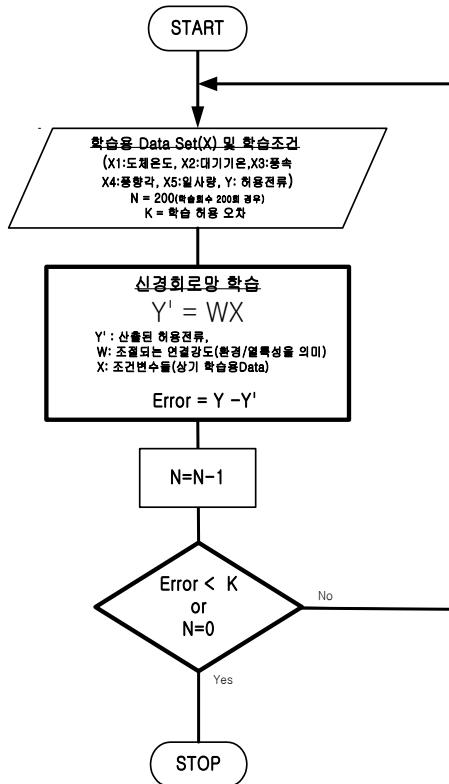 START
학습용 Data Set(X) 및 학습조건
(X1:도체온도, X2:대기기온,X3:풍속
X4:풍향각, X5:일사량, Y: 허용전류)
N = 200(학습회수 200회 경우)
K = 학습 허용 오차
신경회로망 학습
Y' = WX
Y' : 산출된 허용전류,
W: 조절되는 연결강도(환경/열특성을 의미)
X: 조건변수들(상기 학습용Data)
Error = Y -Y'
N=N-1
Error < K
or
N=0
No
Yes
STOP